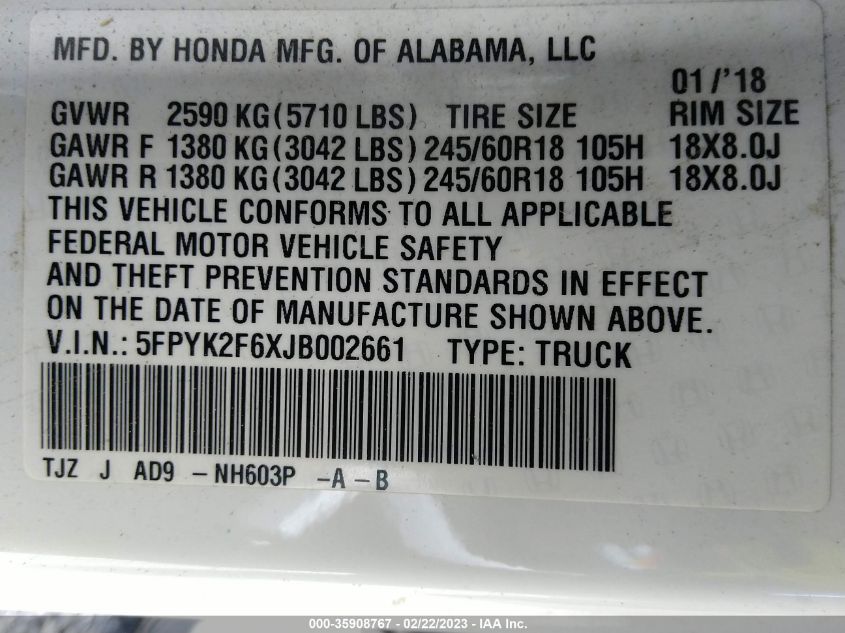 MFD. BY HONDA MFG. OF ALABAMA, LLC
01/'18
GVWR 2590 KG (5710 LBS) TIRE SIZE RIM SIZE
GAWR F 1380 KG (3042 LBS) 245/60R18 105H 18X8.0J
GAWR R 1380 KG (3042 LBS) 245/60R18 105H 18X8.0J
THIS VEHICLE CONFORMS TO ALL APPLICABLE
FEDERAL MOTOR VEHICLE SAFETY
AND THEFT PREVENTION STANDARDS IN EFFECT
ON THE DATE OF MANUFACTURE SHOWN ABOVE.
V.I.N.: 5FPYK2F6XJB002661 TYPE: TRUCK
TJZ J AD9 - NH603P - A - B
000-35908767 - 02/22/2023 - IAA Inc.